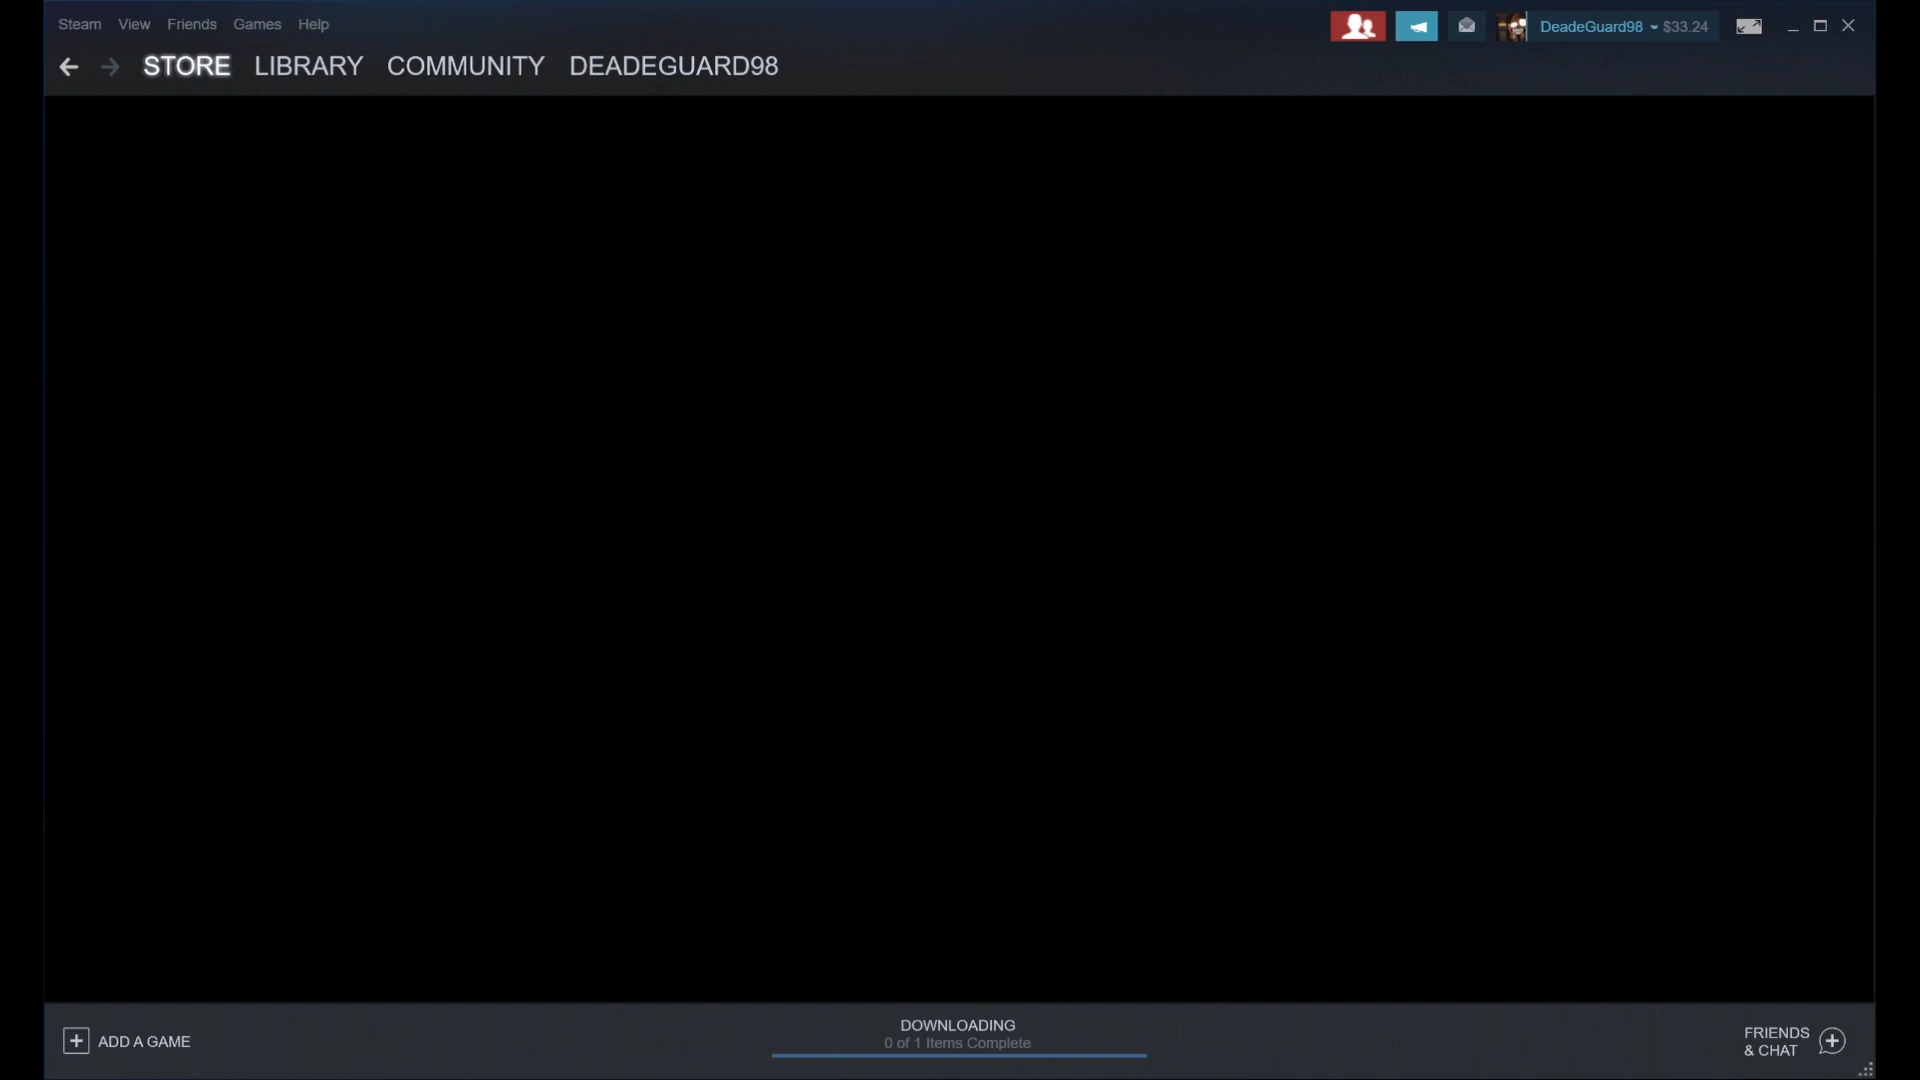 Steam View Friends Games Help
DeadeGuard98 $33.24
STORE LIBRARY COMMUNITY DEADEGUARD98
ADD A GAME
DOWNLOADING
0 of 1 Items Complete
FRIENDS
& CHAT